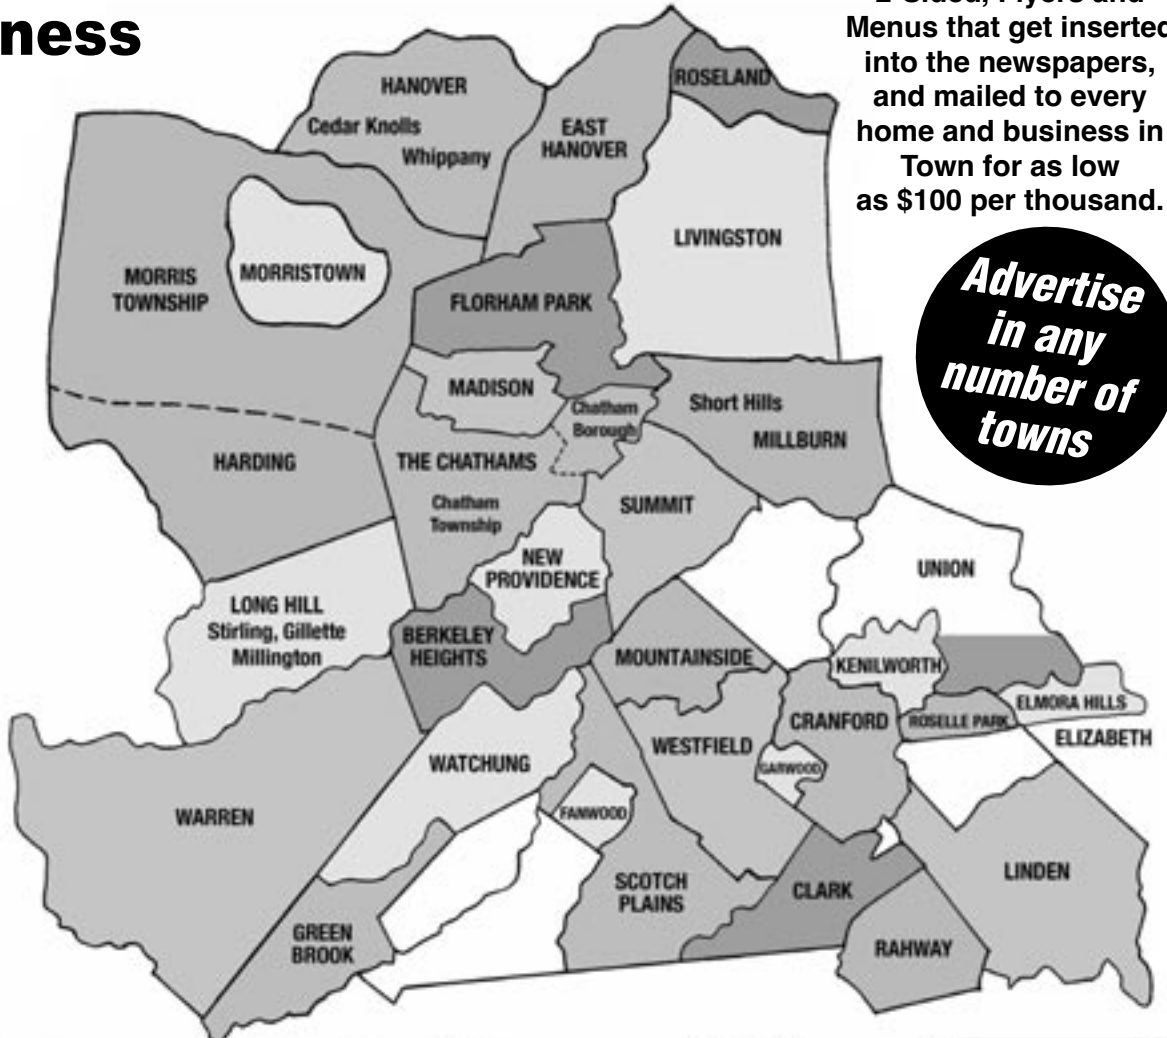 ness
Menus that get inserted
into the newspapers,
and mailed to every
home and business in
Town for as low
as $100 per thousand.
Advertise
in any
number of
towns
HANOVER
Cedar Knolls
Whippany
EAST
HANOVER
ROSELAND
LIVINGSTON
MORRIS
TOWNSHIP
MORRISTOWN
FLORHAM PARK
MADISON
Chatham
Borough
Short Hills
MILLBURN
HARDING
THE CHATHAMS
Chatham
Township
SUMMIT
NEW
PROVIDENCE
UNION
LONG HILL
Stirling, Gillette
Millington
BERKELEY
HEIGHTS
MOUNTAINSIDE
KENILWORTH
ELMORA HILLS
ROSELLE PARK
CRANFORD
ELIZABETH
WESTFIELD
GARWOOD
WATCHUNG
WARREN
FANWOOD
SCOTCH
PLAINS
CLARK
LINDEN
GREEN
BROOK
RAHWAY